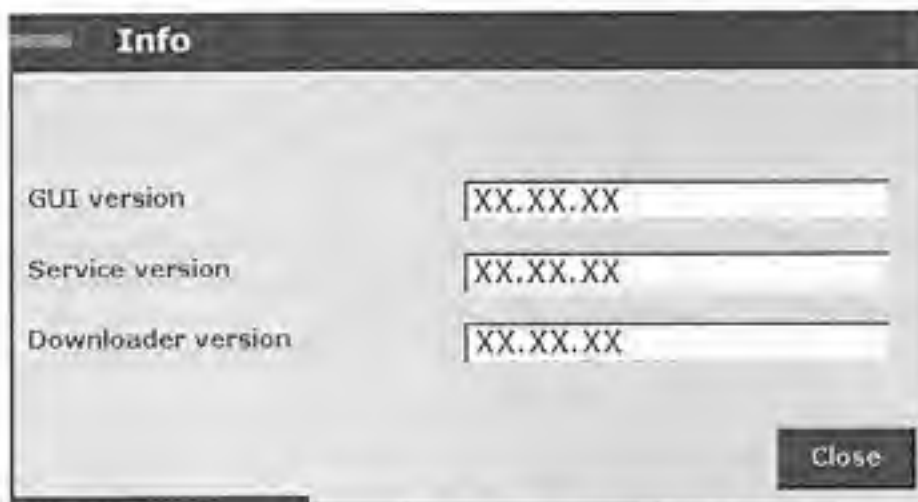 Info
GUI version XX.XX.XX
Service version XX.XX.XX
Downloader version XX.XX.XX
Close